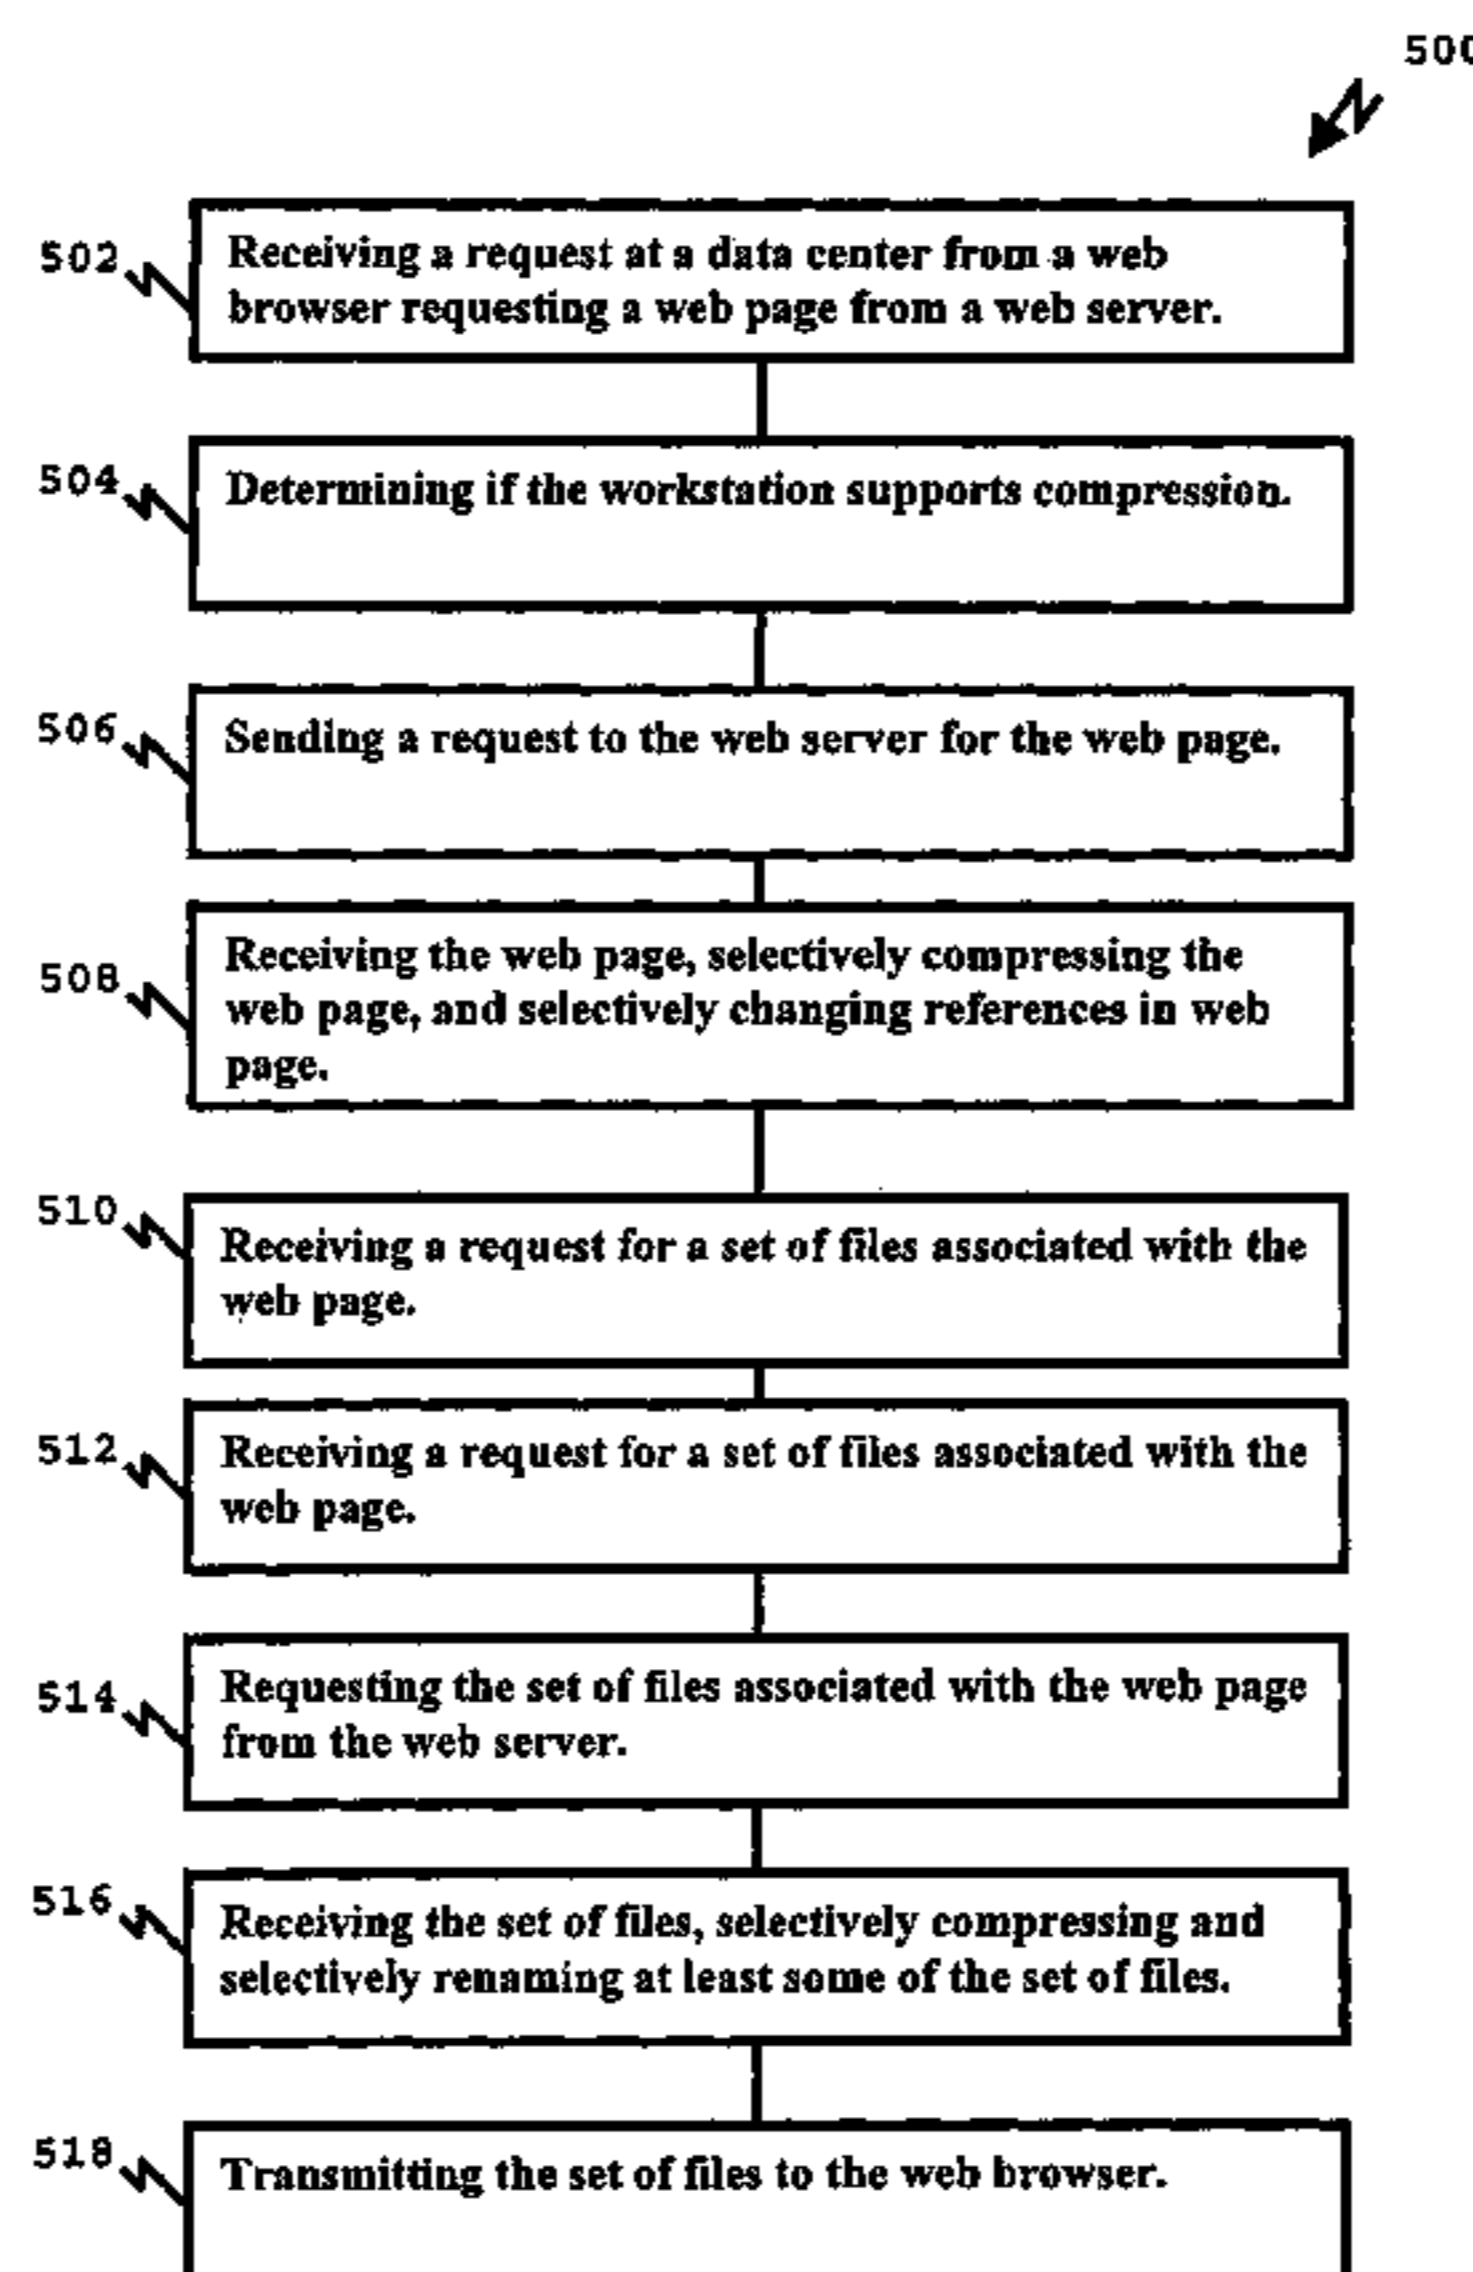 500
502
Receiving a request at a data center from a web
browser requesting a web page from a web server.
504
Determining if the workstation supports compression.
506
Sending a request to the web server for the web page.
508
Receiving the web page, selectively compressing the
web page, and selectively changing references in web
page.
510
Receiving a request for a set of files associated with the
web page.
512
Receiving a request for a set of files associated with the
web page.
514
Requesting the set of files associated with the web page
from the web server.
516
Receiving the set of files, selectively compressing and
selectively renaming at least some of the set of files.
518
Transmitting the set of files to the web browser.